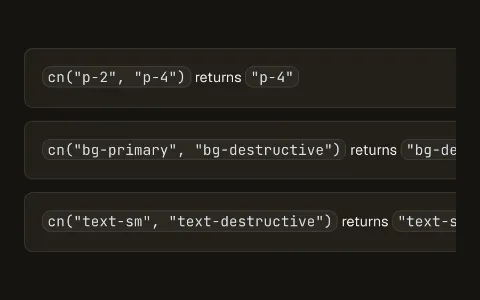 cn("p-2", "p-4") returns "p-4"
cn("bg-primary", "bg-destructive") returns "bg-de
cn("text-sm", "text-destructive") returns "text-s